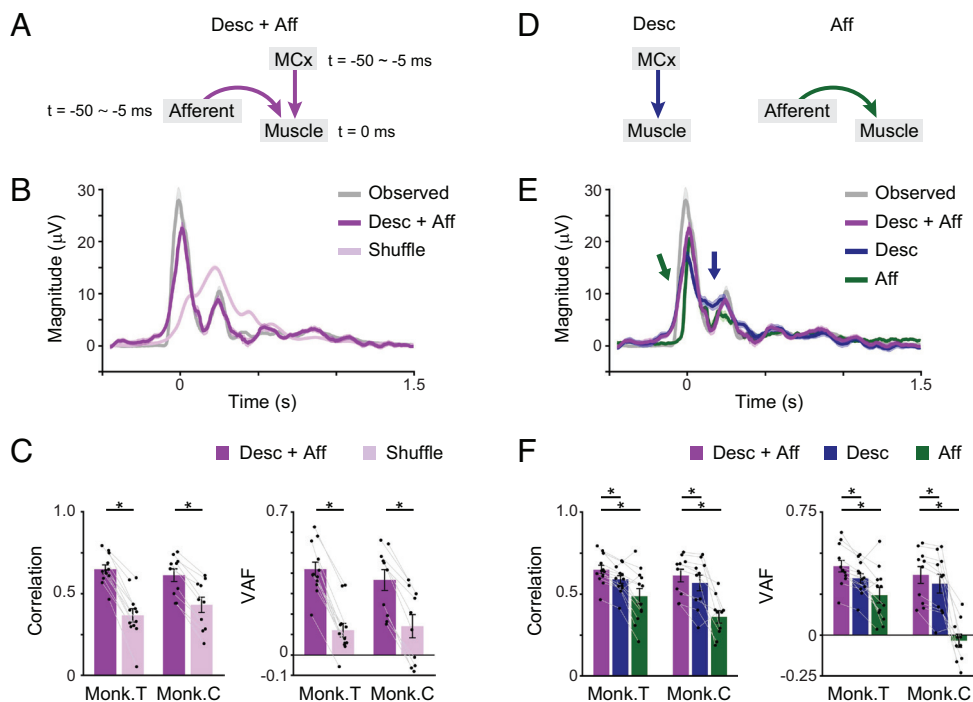 A
Desc + Aff
MCx
t = -50 ~ -5 ms
t = -50 ~ -5 ms
Afferent
Muscle
t = 0 ms
B
30
20
10
0
Magnitude (µV)
Observed
Desc + Aff
Shuffle
0
1.5
Time (s)
C
Desc + Aff
Shuffle
1.0
0.5
0
Correlation
*
*
Monk.T
Monk.C
0.7
0
-0.1
VAF
*
*
Monk.T
Monk.C
D
Desc
Aff
MCx
Muscle
Afferent
Muscle
E
30
20
10
0
Magnitude (µV)
Observed
Desc + Aff
Desc
Aff
0
1.5
Time (s)
F
Desc + Aff
Desc
Aff
1.0
0.5
0
Correlation
*
*
*
*
Monk.T
Monk.C
0.75
0
-0.25
VAF
*
*
*
*
Monk.T
Monk.C